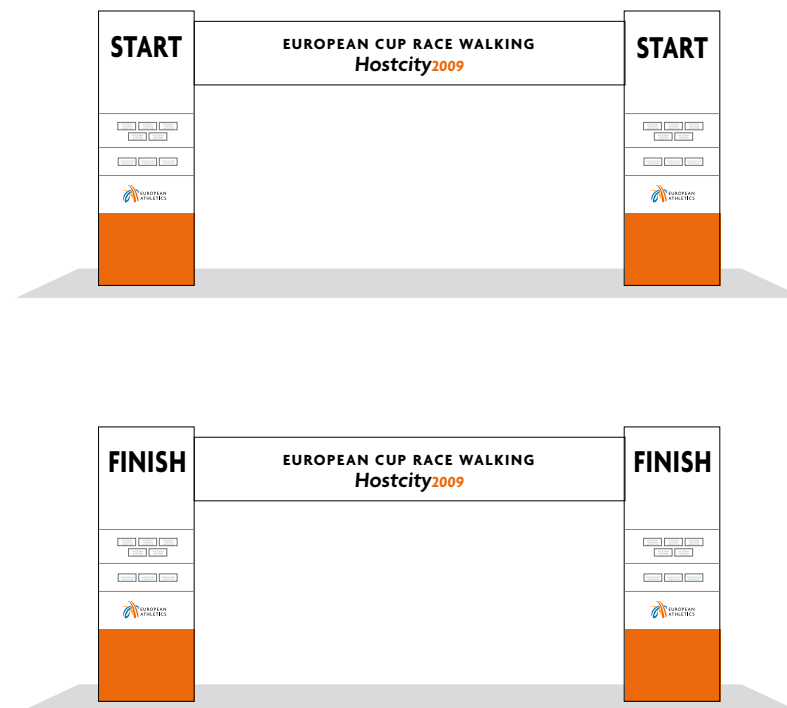 START
EUROPEAN CUP RACE WALKING
Hostcity2009
START
EUROPEAN
ATHLETICS
EUROPEAN
ATHLETICS
FINISH
EUROPEAN CUP RACE WALKING
Hostcity2009
FINISH
EUROPEAN
ATHLETICS
EUROPEAN
ATHLETICS